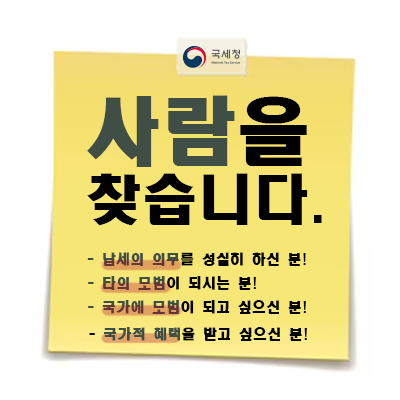 국세청
National Tax Service
사람을
찾습니다.
- 납세의 의무를 성실히 하신 분!
- 타의 모범이 되시는 분!
- 국가에 모범이 되고 싶으신 분!
- 국가적 혜택을 받고 싶으신 분!